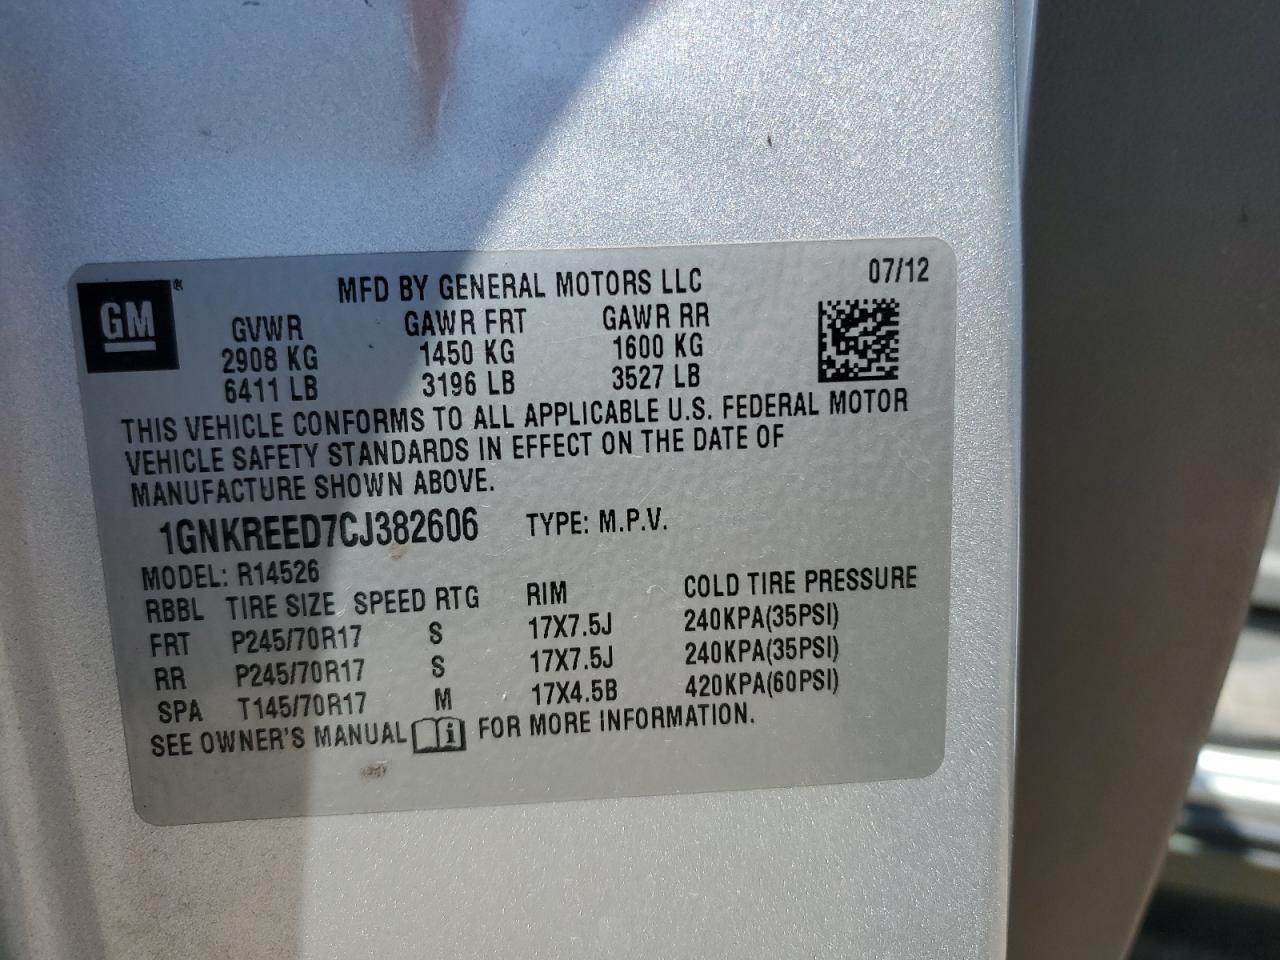 GM ®
MFD BY GENERAL MOTORS LLC 07/12
GVWR GAWR FRT GAWR RR
2908 KG 1450 KG 1600 KG
6411 LB 3196 LB 3527 LB
THIS VEHICLE CONFORMS TO ALL APPLICABLE U.S. FEDERAL MOTOR
VEHICLE SAFETY STANDARDS IN EFFECT ON THE DATE OF
MANUFACTURE SHOWN ABOVE.
1GNKREED7CJ382606 TYPE: M.P.V.
MODEL: R14526
RBBL TIRE SIZE SPEED RTG RIM COLD TIRE PRESSURE
FRT P245/70R17 S 17X7.5J 240KPA(35PSI)
RR P245/70R17 S 17X7.5J 240KPA(35PSI)
SPA T145/70R17 M 17X4.5B 420KPA(60PSI)
SEE OWNER'S MANUAL i FOR MORE INFORMATION.